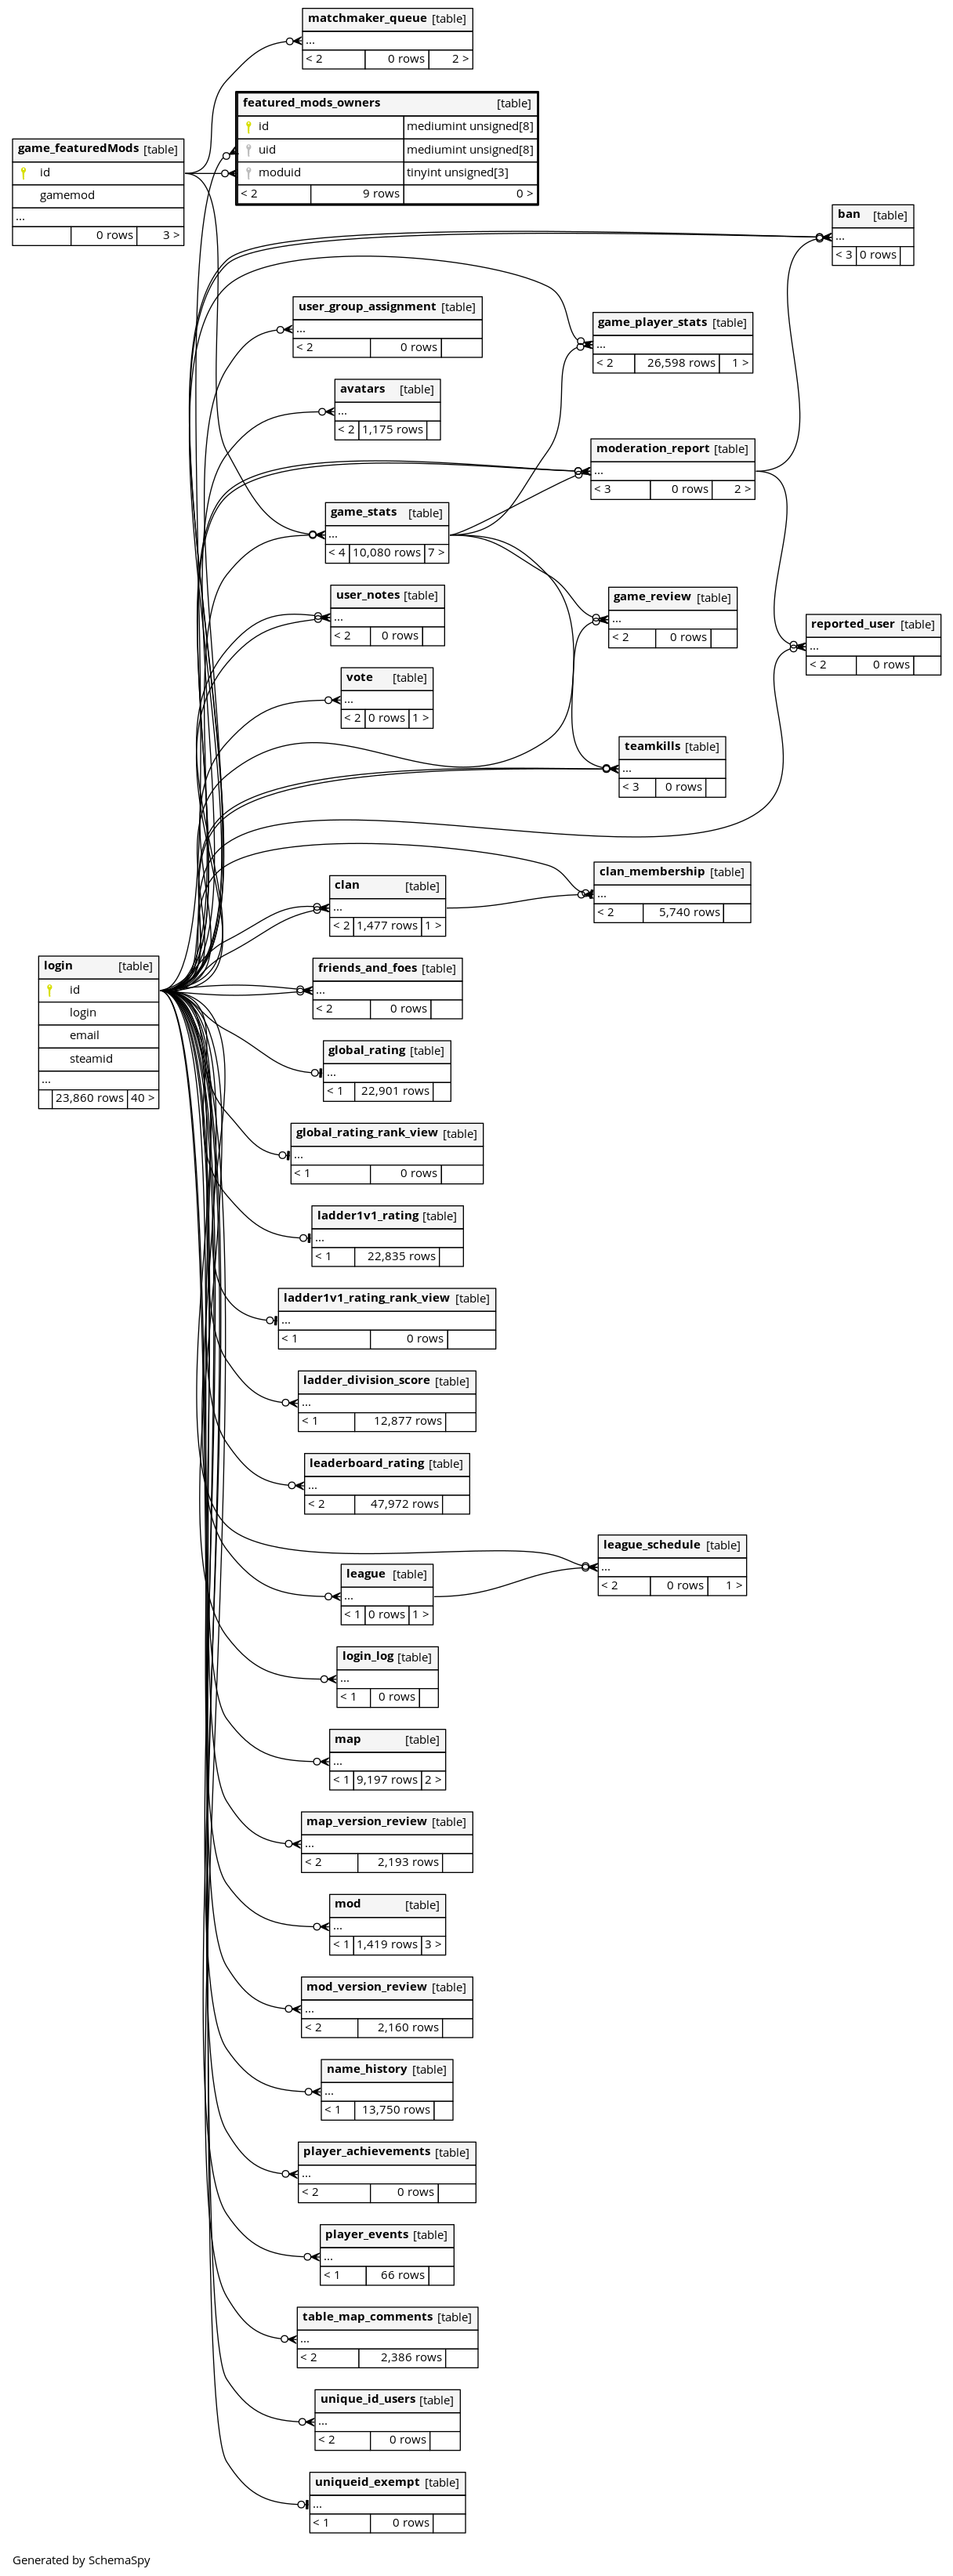 matchmaker_queue [table]
...
< 2 0 rows 2 >
featured_mods_owners [table]
id mediumint unsigned[8]
uid mediumint unsigned[8]
moduid tinyint unsigned[3]
< 2 9 rows 0 >
game_featuredMods [table]
id
gamemod
...
0 rows 3 >
ban [table]
...
< 3 0 rows
user_group_assignment [table]
...
< 2 0 rows
game_player_stats [table]
...
< 2 26,598 rows 1 >
avatars [table]
...
< 2 1,175 rows
moderation_report [table]
...
< 3 0 rows 2 >
game_stats [table]
...
< 4 10,080 rows 7 >
user_notes [table]
...
< 2 0 rows
game_review [table]
...
< 2 0 rows
reported_user [table]
...
< 2 0 rows
vote [table]
...
< 2 0 rows 1 >
teamkills [table]
...
< 3 0 rows
clan [table]
...
< 2 1,477 rows 1 >
clan_membership [table]
...
< 2 5,740 rows
login [table]
id
login
email
steamid
...
23,860 rows 40 >
friends_and_foes [table]
...
< 2 0 rows
global_rating [table]
...
< 1 22,901 rows
global_rating_rank_view [table]
...
< 1 0 rows
ladder1v1_rating [table]
...
< 1 22,835 rows
ladder1v1_rating_rank_view [table]
...
< 1 0 rows
ladder_division_score [table]
...
< 1 12,877 rows
leaderboard_rating [table]
...
< 2 47,972 rows
league_schedule [table]
...
< 2 0 rows 1 >
league [table]
...
< 1 0 rows 1 >
login_log [table]
...
< 1 0 rows
map [table]
...
< 1 9,197 rows 2 >
map_version_review [table]
...
< 2 2,193 rows
mod [table]
...
< 1 1,419 rows 3 >
mod_version_review [table]
...
< 2 2,160 rows
name_history [table]
...
< 1 13,750 rows
player_achievements [table]
...
< 2 0 rows
player_events [table]
...
< 1 66 rows
table_map_comments [table]
...
< 2 2,386 rows
unique_id_users [table]
...
< 2 0 rows
uniqueid_exempt [table]
...
< 1 0 rows
Generated by SchemaSpy